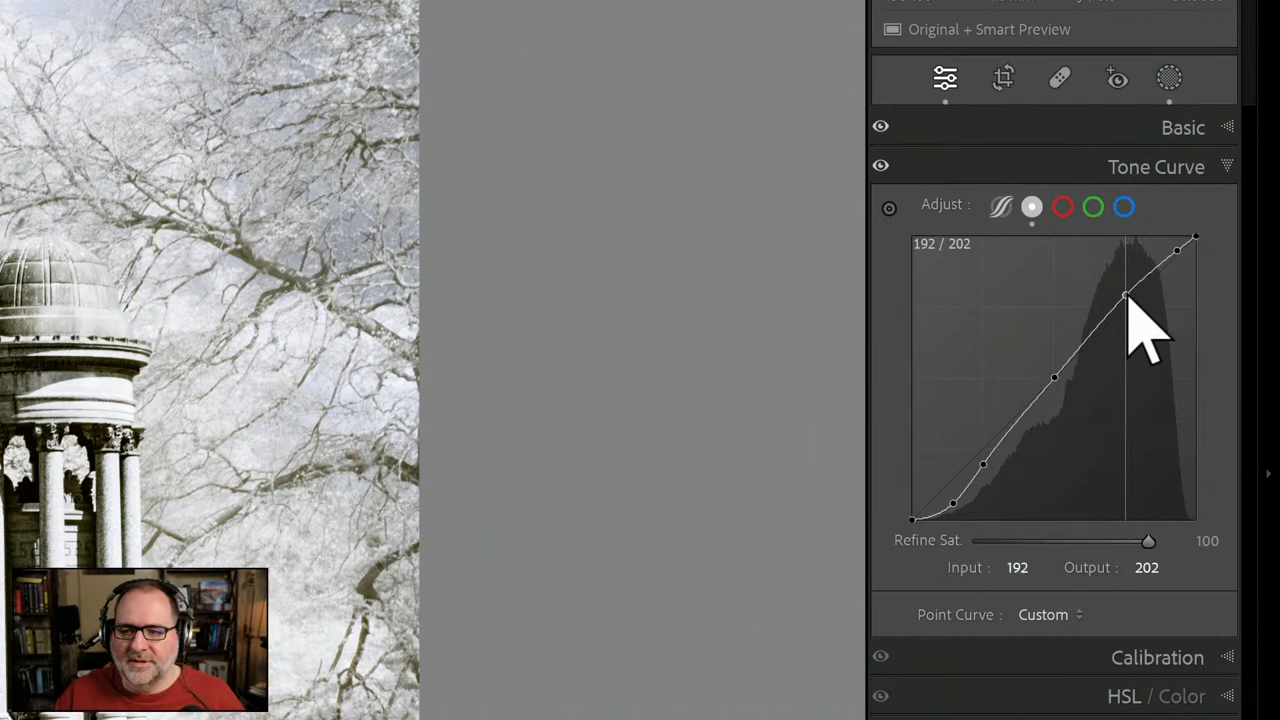 Original + Smart Preview
Basic
Tone Curve
Adjust :
192 / 202
Refine Sat. 100
Input : 192 Output : 202
Point Curve : Custom
Calibration
HSL / Color